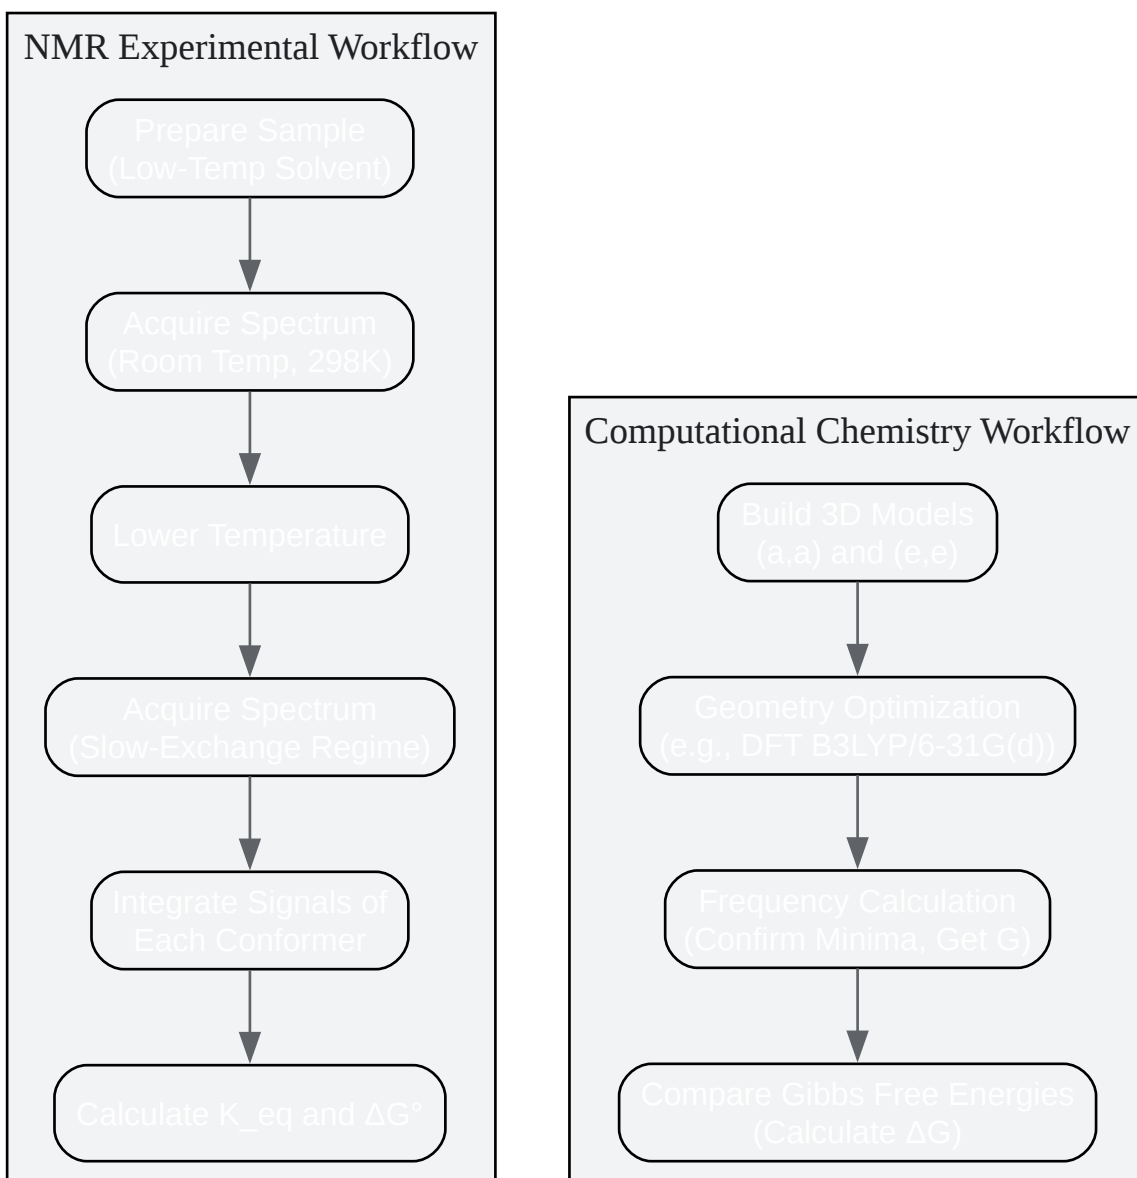 NMR Experimental Workflow
Prepare Sample
(Low-Temp Solvent)
Acquire Spectrum
(Room Temp, 298K)
Lower Temperature
Acquire Spectrum
(Slow-Exchange Regime)
Integrate Signals of
Each Conformer
Calculate K_eq and ΔG°
Computational Chemistry Workflow
Build 3D Models
(a,a) and (e,e)
Geometry Optimization
(e.g., DFT B3LYP/6-31G(d))
Frequency Calculation
(Confirm Minima, Get G)
Compare Gibbs Free Energies
(Calculate ΔG)